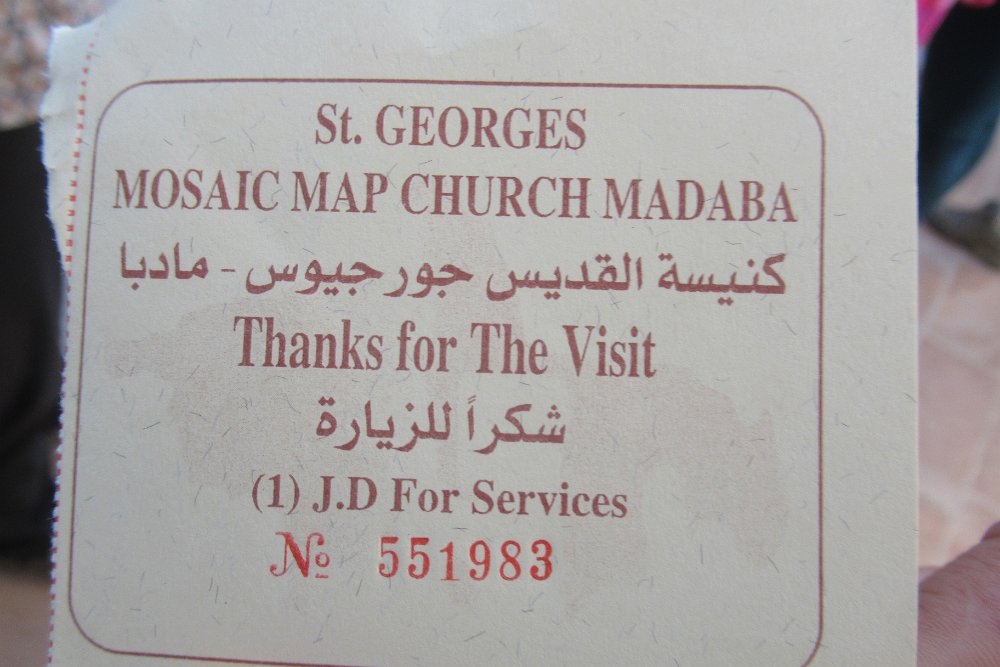 St. GEORGES
MOSAIC MAP CHURCH MADABA
كنيسة القديس جورجيوس - مادبا
Thanks for The Visit
شكراً للزيارة
(1) J.D For Services
№ 551983